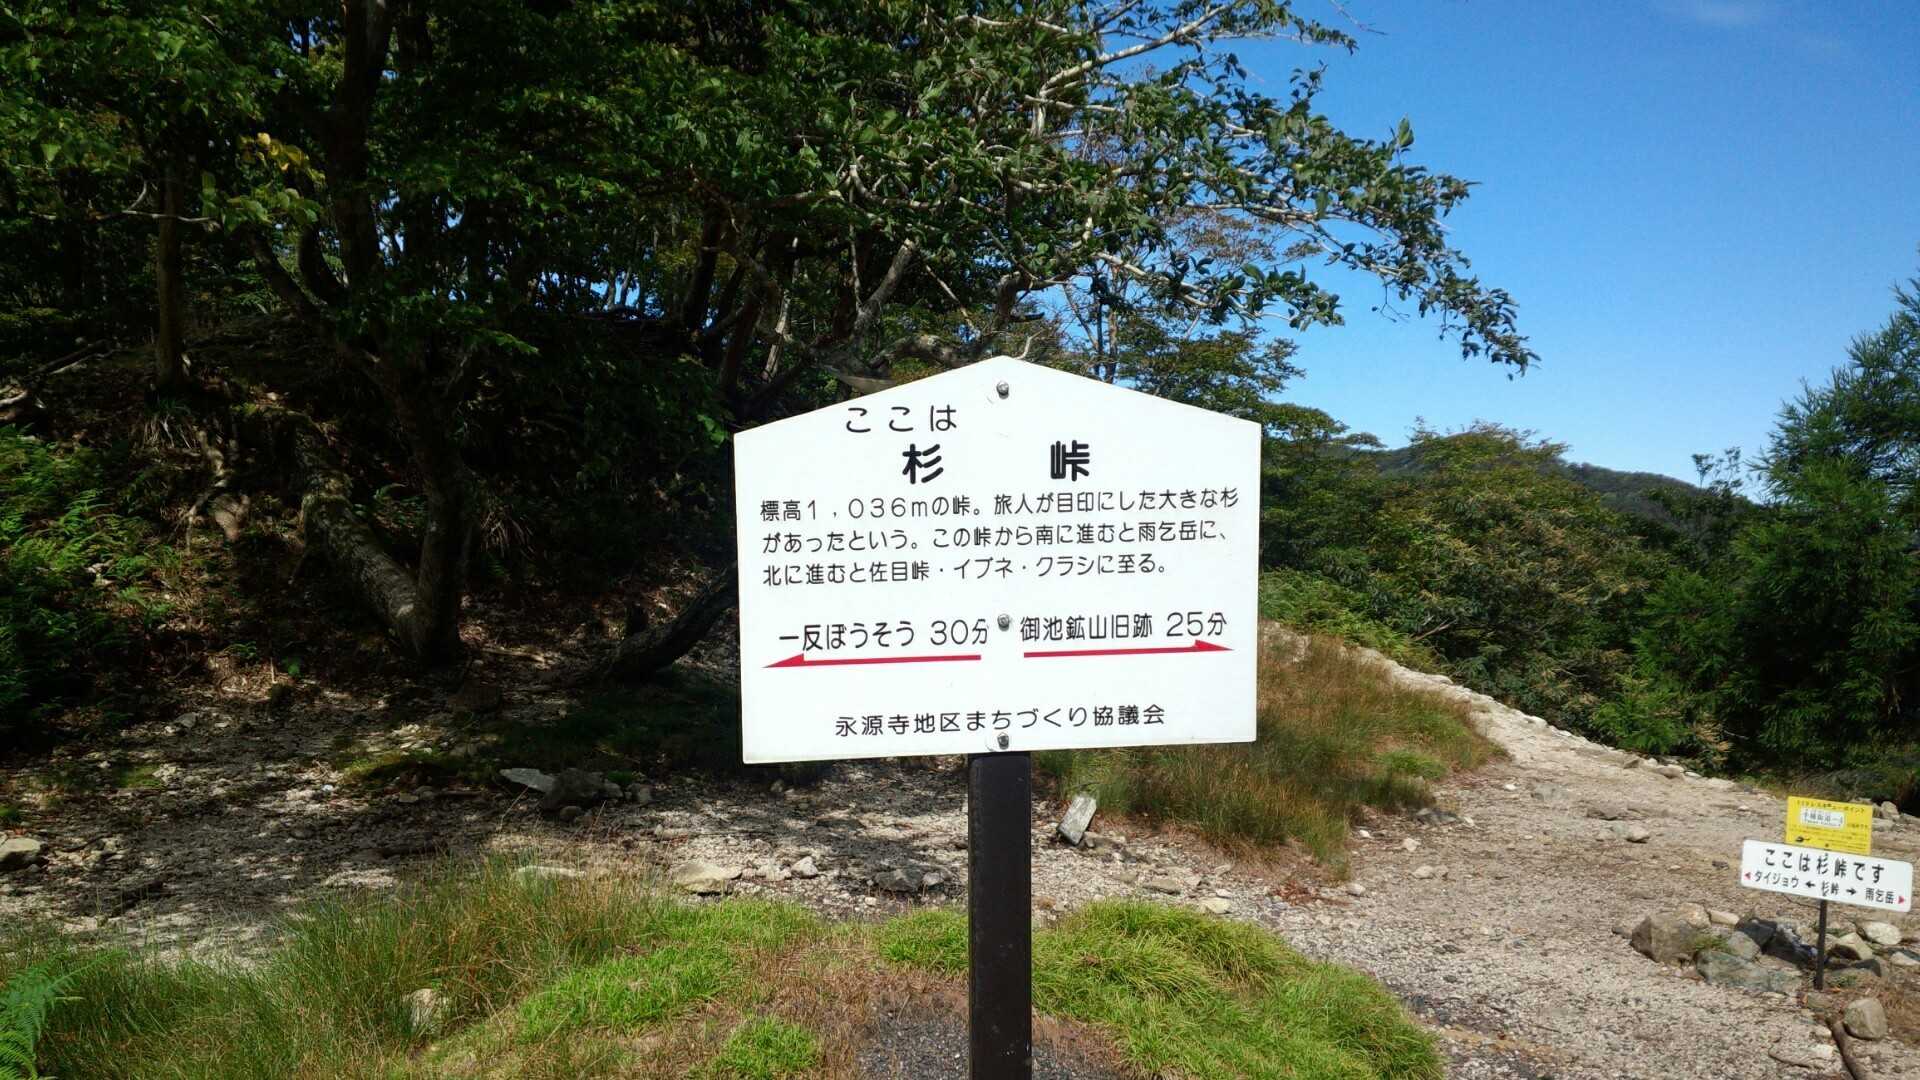 ここは
杉　峠
標高1,036mの峠。旅人が目印にした大きな杉
があったという。この峠から南に進むと雨乞岳に、
北に進むと佐目峠・イブネ・クラシに至る。
一反ぼうそう 30分 御池鉱山旧跡 25分
永源寺地区まちづくり協議会
千種街道-4
ここは杉峠です
タイジョウ ← 杉峠 → 雨乞岳